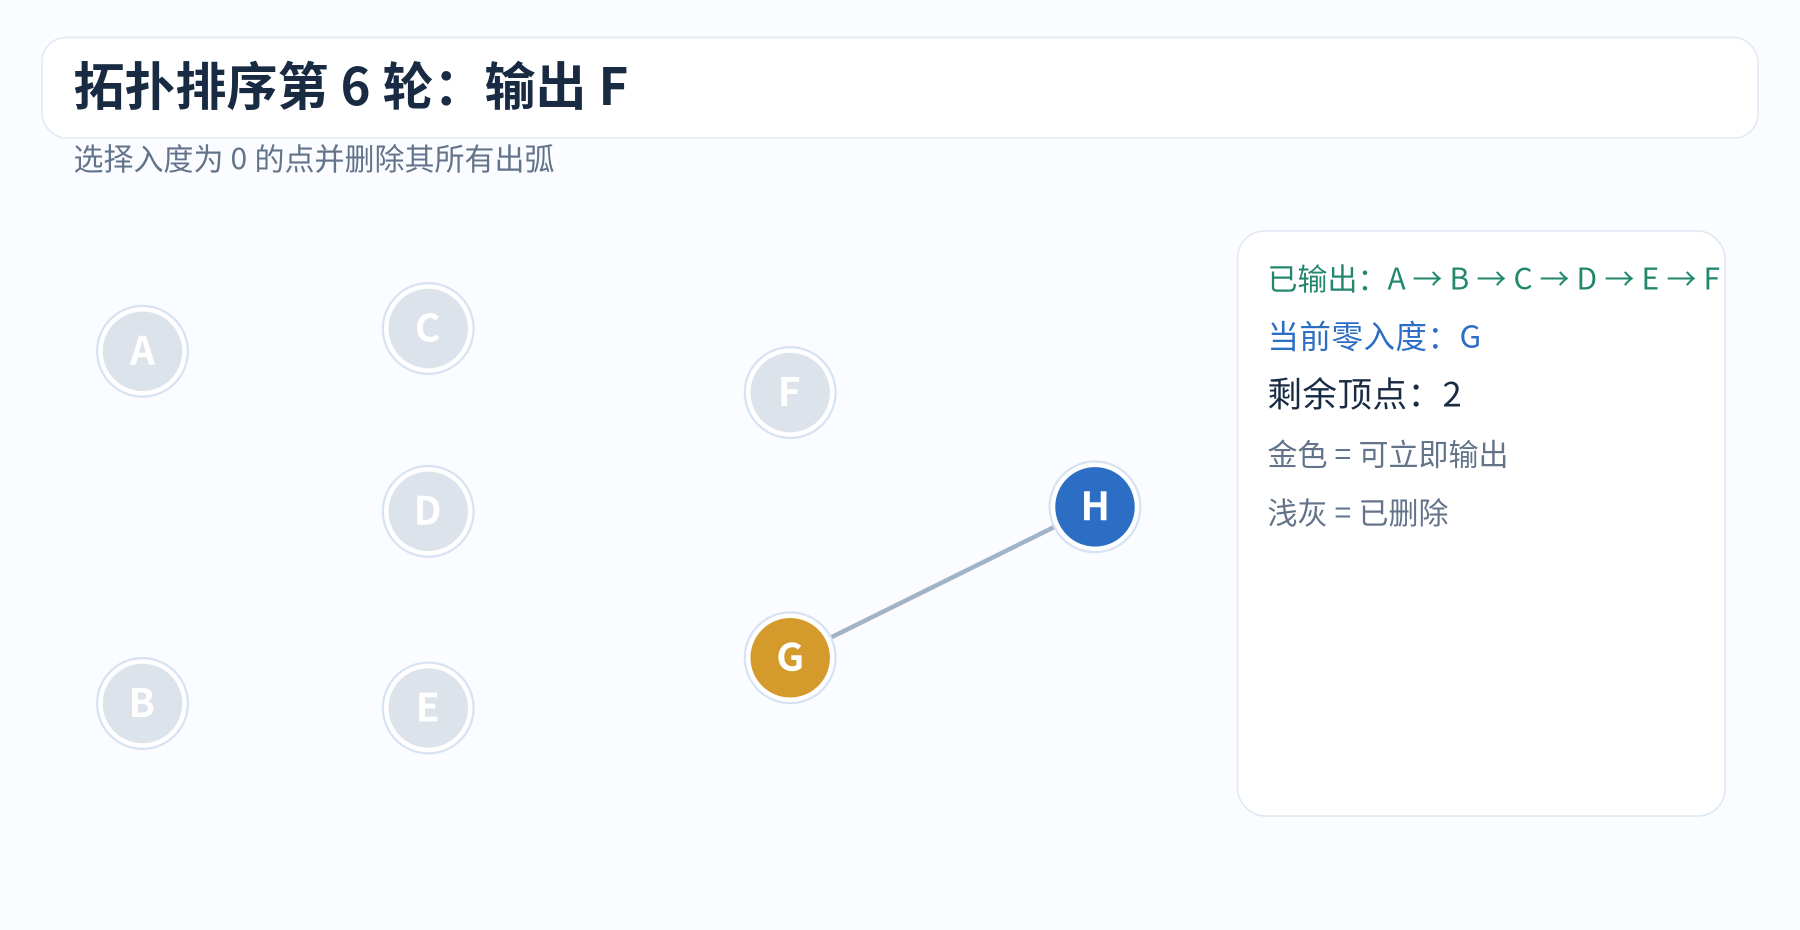 拓扑排序第 6 轮：输出 F
选择入度为 0 的点并删除其所有出弧
已输出：A → B → C → D → E → F
当前零入度：G
剩余顶点：2
金色 = 可立即输出
浅灰 = 已删除
A
C
F
D
H
G
B
E